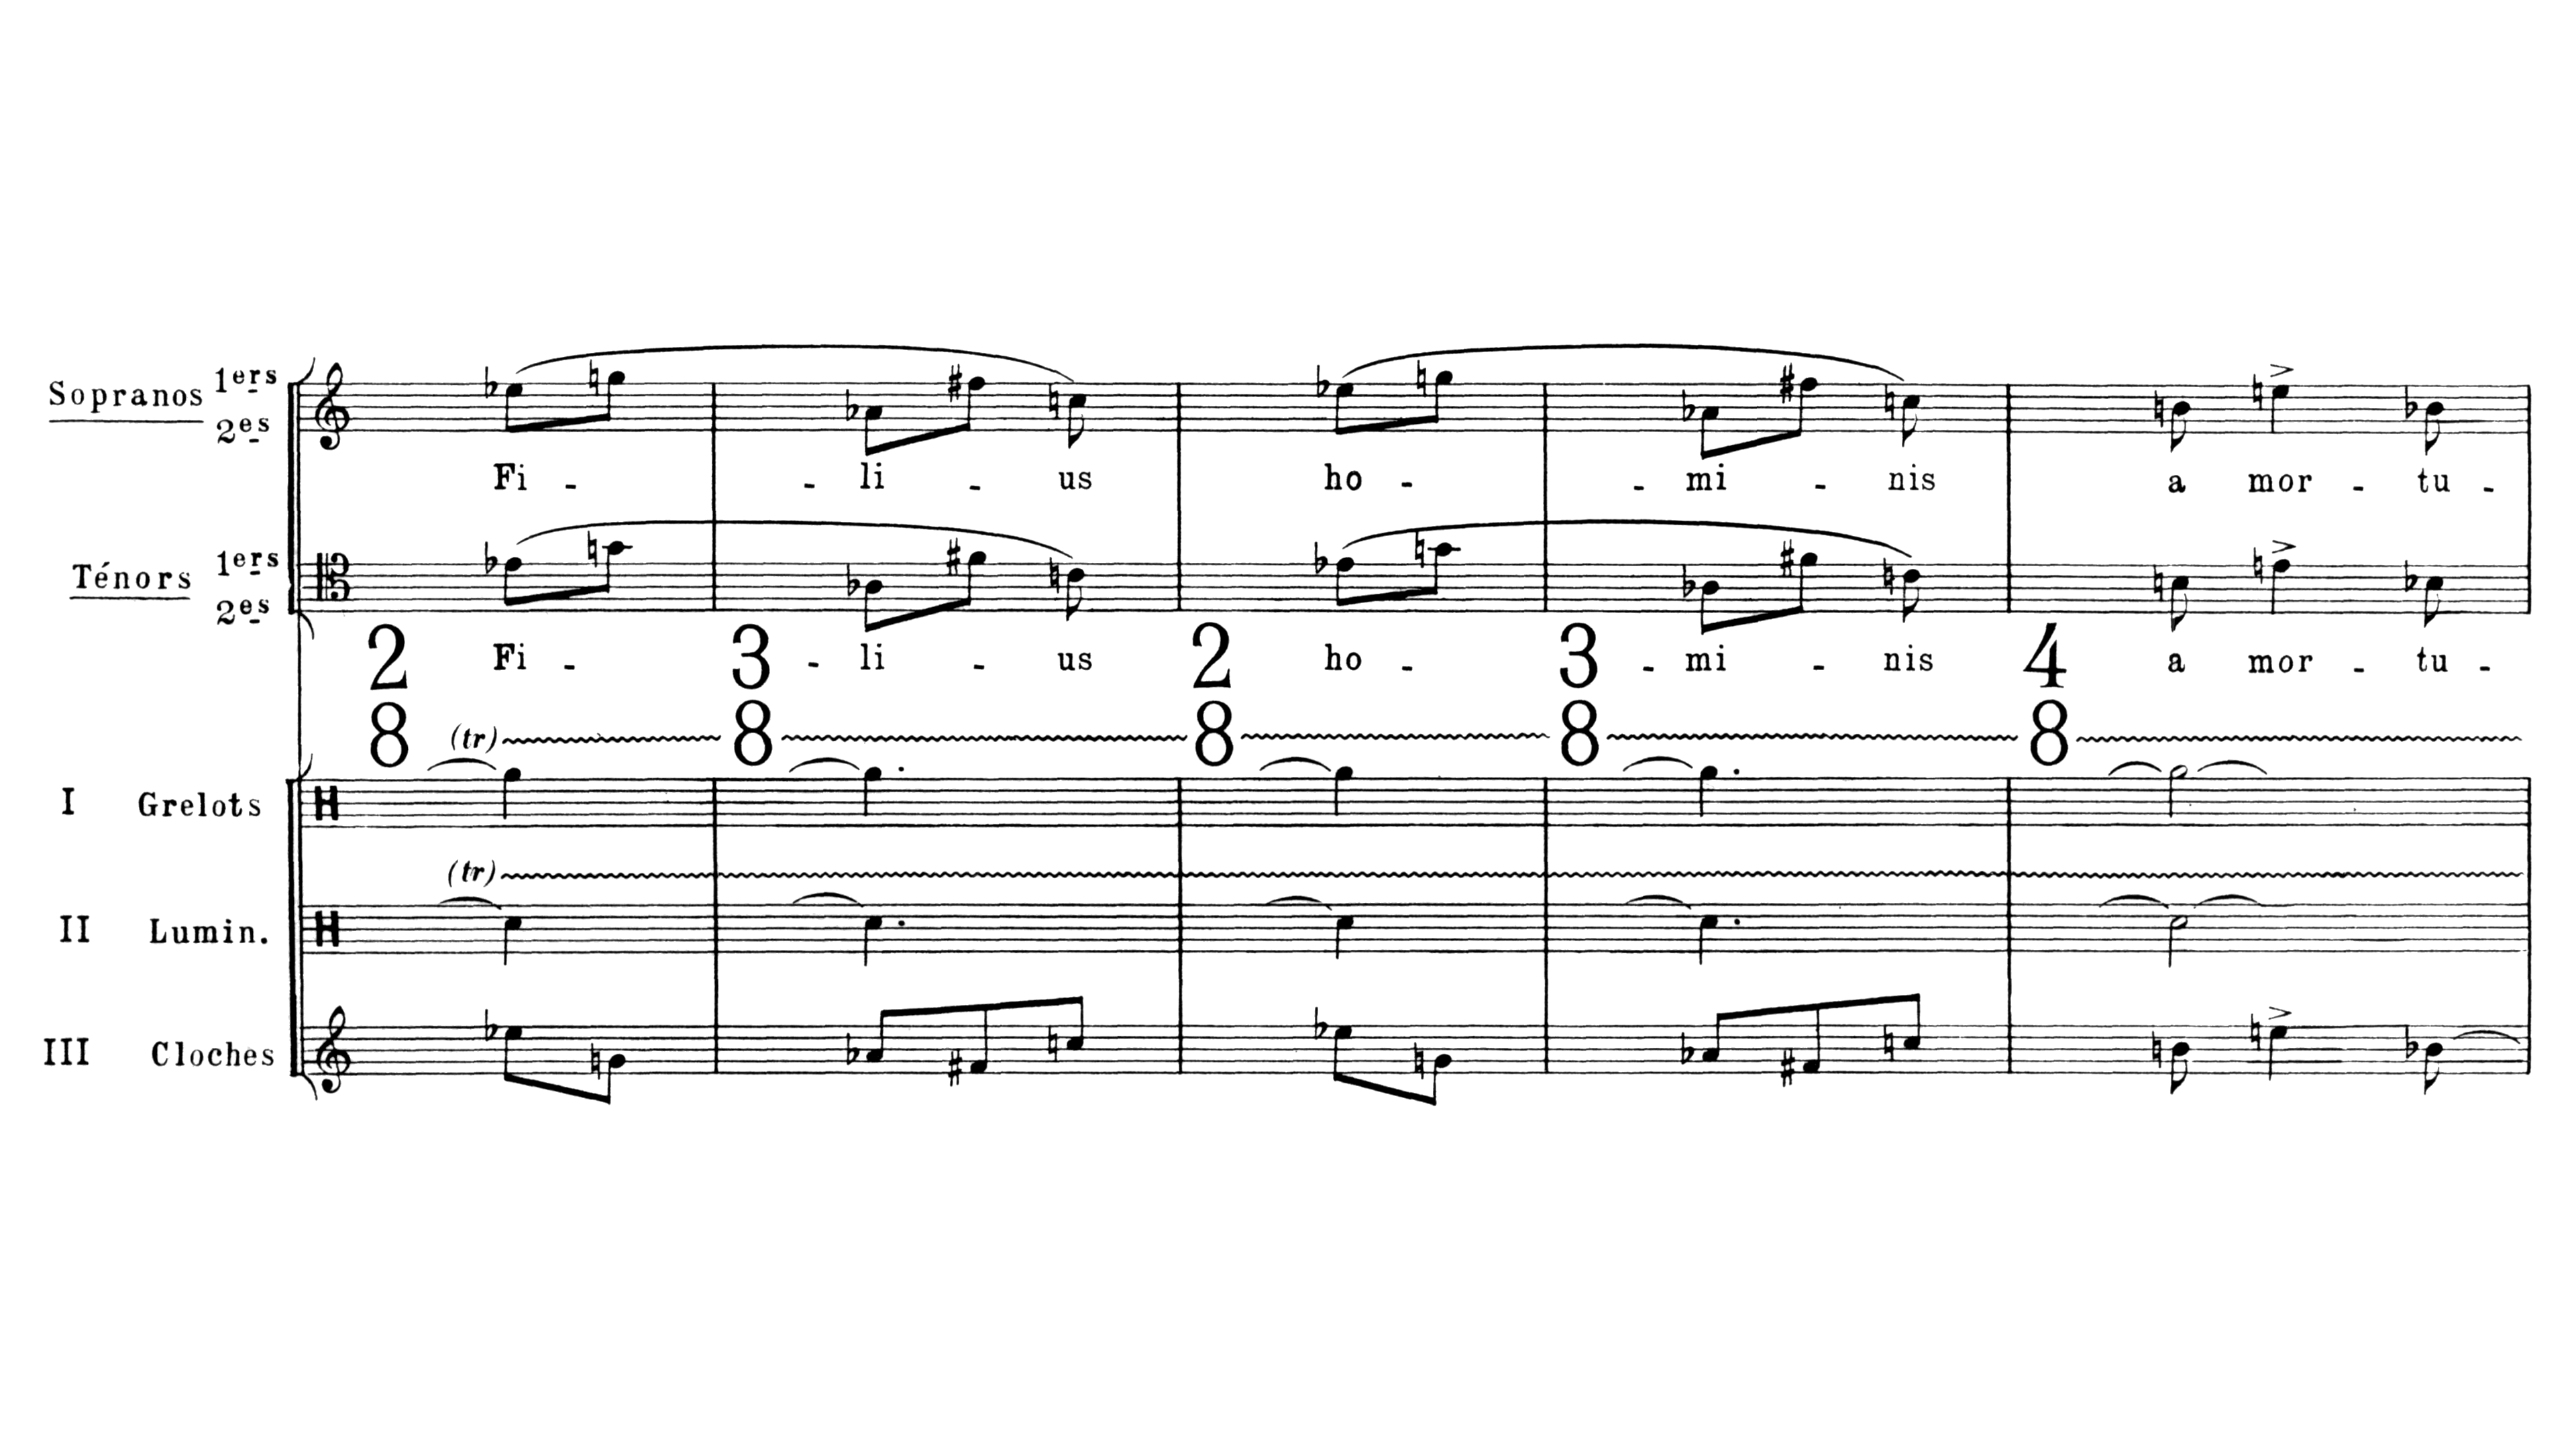 Sopranos 1ers
2es
Fi - - li - us ho - - mi - nis a mor - tu -
Ténors 1ers
2es
2 3 2 3 4
8 8 8 8 8
Fi - - li - us ho - - mi - nis a mor - tu -
(tr)
I Grelots
(tr)
II Lumin.
III Cloches